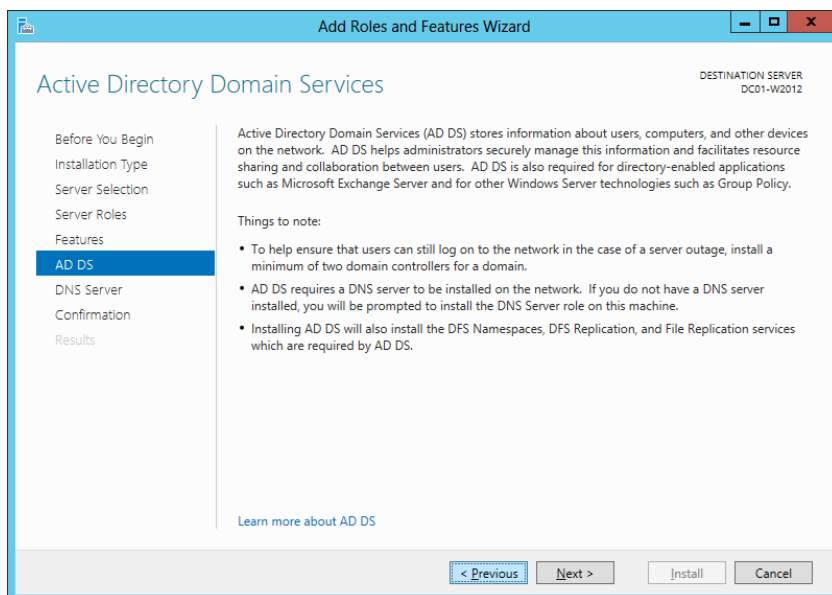 Add Roles and Features Wizard
Active Directory Domain Services
DESTINATION SERVER
DC01-W2012
Before You Begin
Installation Type
Server Selection
Server Roles
Features
AD DS
DNS Server
Confirmation
Results
Active Directory Domain Services (AD DS) stores information about users, computers, and other devices
on the network. AD DS helps administrators securely manage this information and facilitates resource
sharing and collaboration between users. AD DS is also required for directory-enabled applications
such as Microsoft Exchange Server and for other Windows Server technologies such as Group Policy.
Things to note:
• To help ensure that users can still log on to the network in the case of a server outage, install a
minimum of two domain controllers for a domain.
• AD DS requires a DNS server to be installed on the network. If you do not have a DNS server
installed, you will be prompted to install the DNS Server role on this machine.
• Installing AD DS will also install the DFS Namespaces, DFS Replication, and File Replication services
which are required by AD DS.
Learn more about AD DS
< Previous
Next >
Install
Cancel